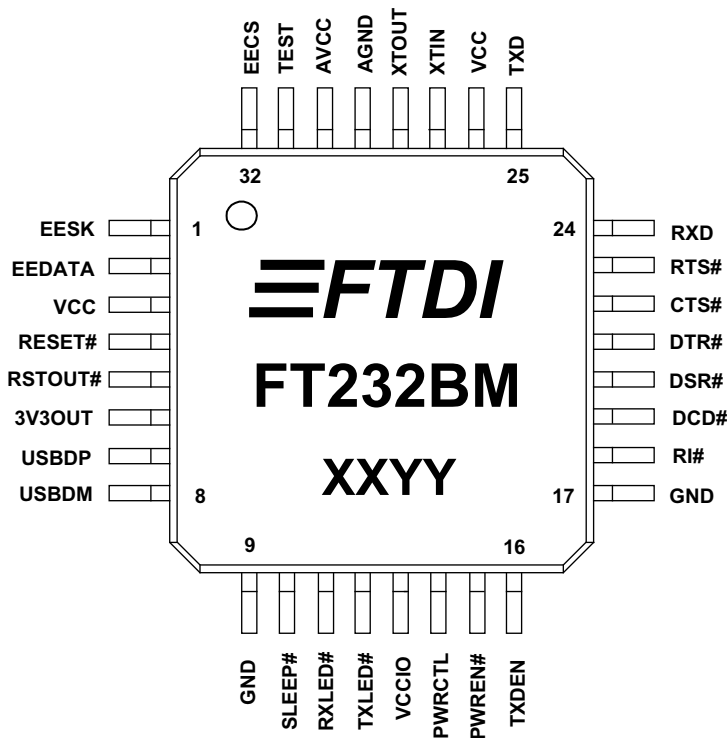 EECS
TEST
AVCC
AGND
XTOUT
XTIN
VCC
TXD
32
25
EESK
1
24
RXD
EEDATA
RTS#
VCC
CTS#
RESET#
DTR#
RSTOUT#
DSR#
3V3OUT
DCD#
USBDP
RI#
USBDM
8
17
GND
FTDI
FT232BM
XXYY
9
16
GND
SLEEP#
RXLED#
TXLED#
VCCIO
PWRCTL
PWREN#
TXDEN